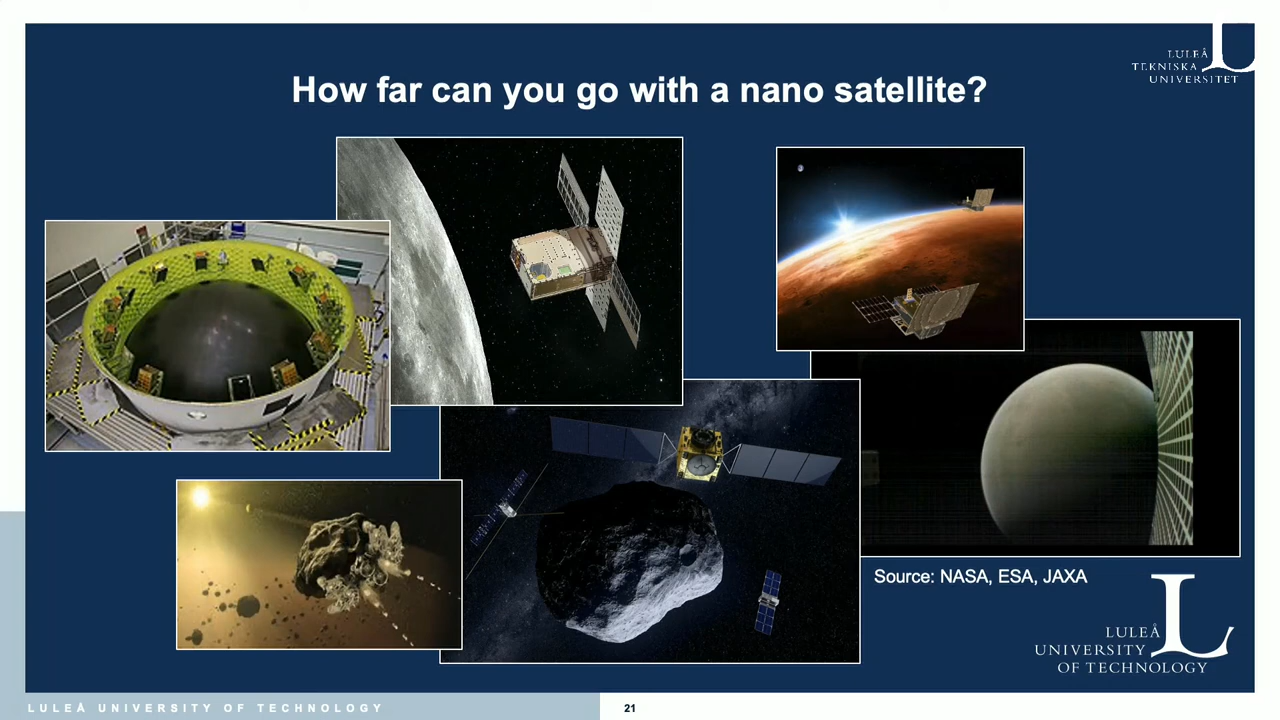 LULEÅ
TEKNISKA
UNIVERSITET
How far can you go with a nano satellite?
Source: NASA, ESA, JAXA
LULEÅ
UNIVERSITY
OF TECHNOLOGY
LULEÅ UNIVERSITY OF TECHNOLOGY
21